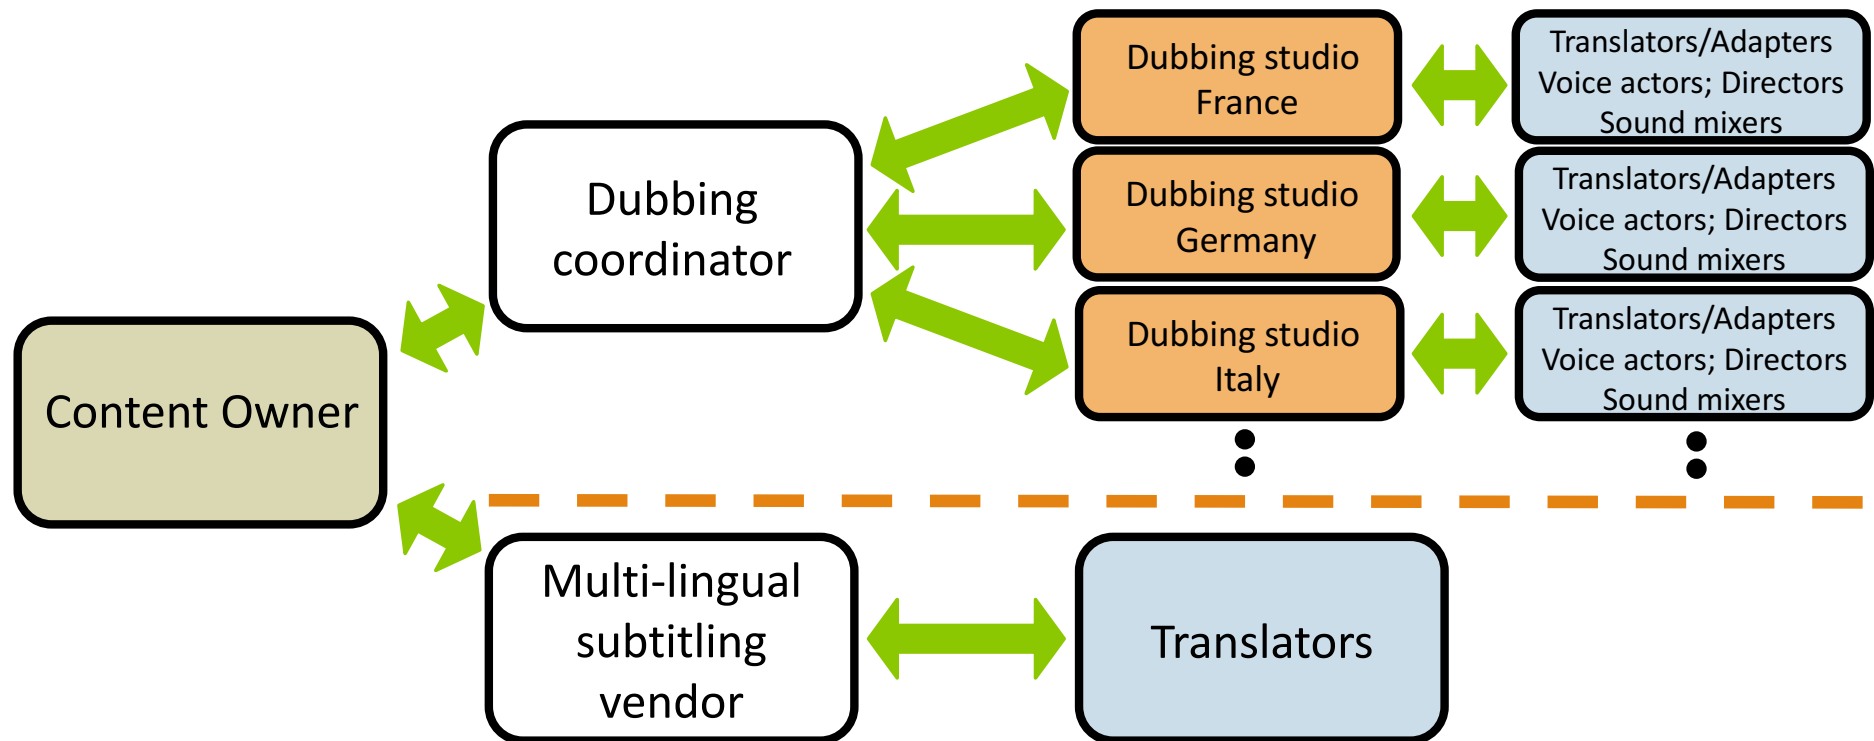 Content Owner
Dubbing
coordinator
Dubbing studio
France
Translators/Adapters
Voice actors; Directors
Sound mixers
Dubbing studio
Germany
Translators/Adapters
Voice actors; Directors
Sound mixers
Dubbing studio
Italy
Translators/Adapters
Voice actors; Directors
Sound mixers
Multi-lingual
subtitling
vendor
Translators